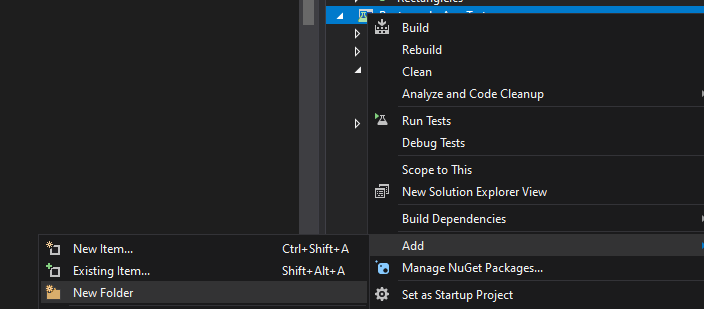 Build
Rebuild
Clean
Analyze and Code Cleanup
Run Tests
Debug Tests
Scope to This
New Solution Explorer View
Build Dependencies
Add
Manage NuGet Packages...
Set as Startup Project
New Item... Ctrl+Shift+A
Existing Item... Shift+Alt+A
New Folder